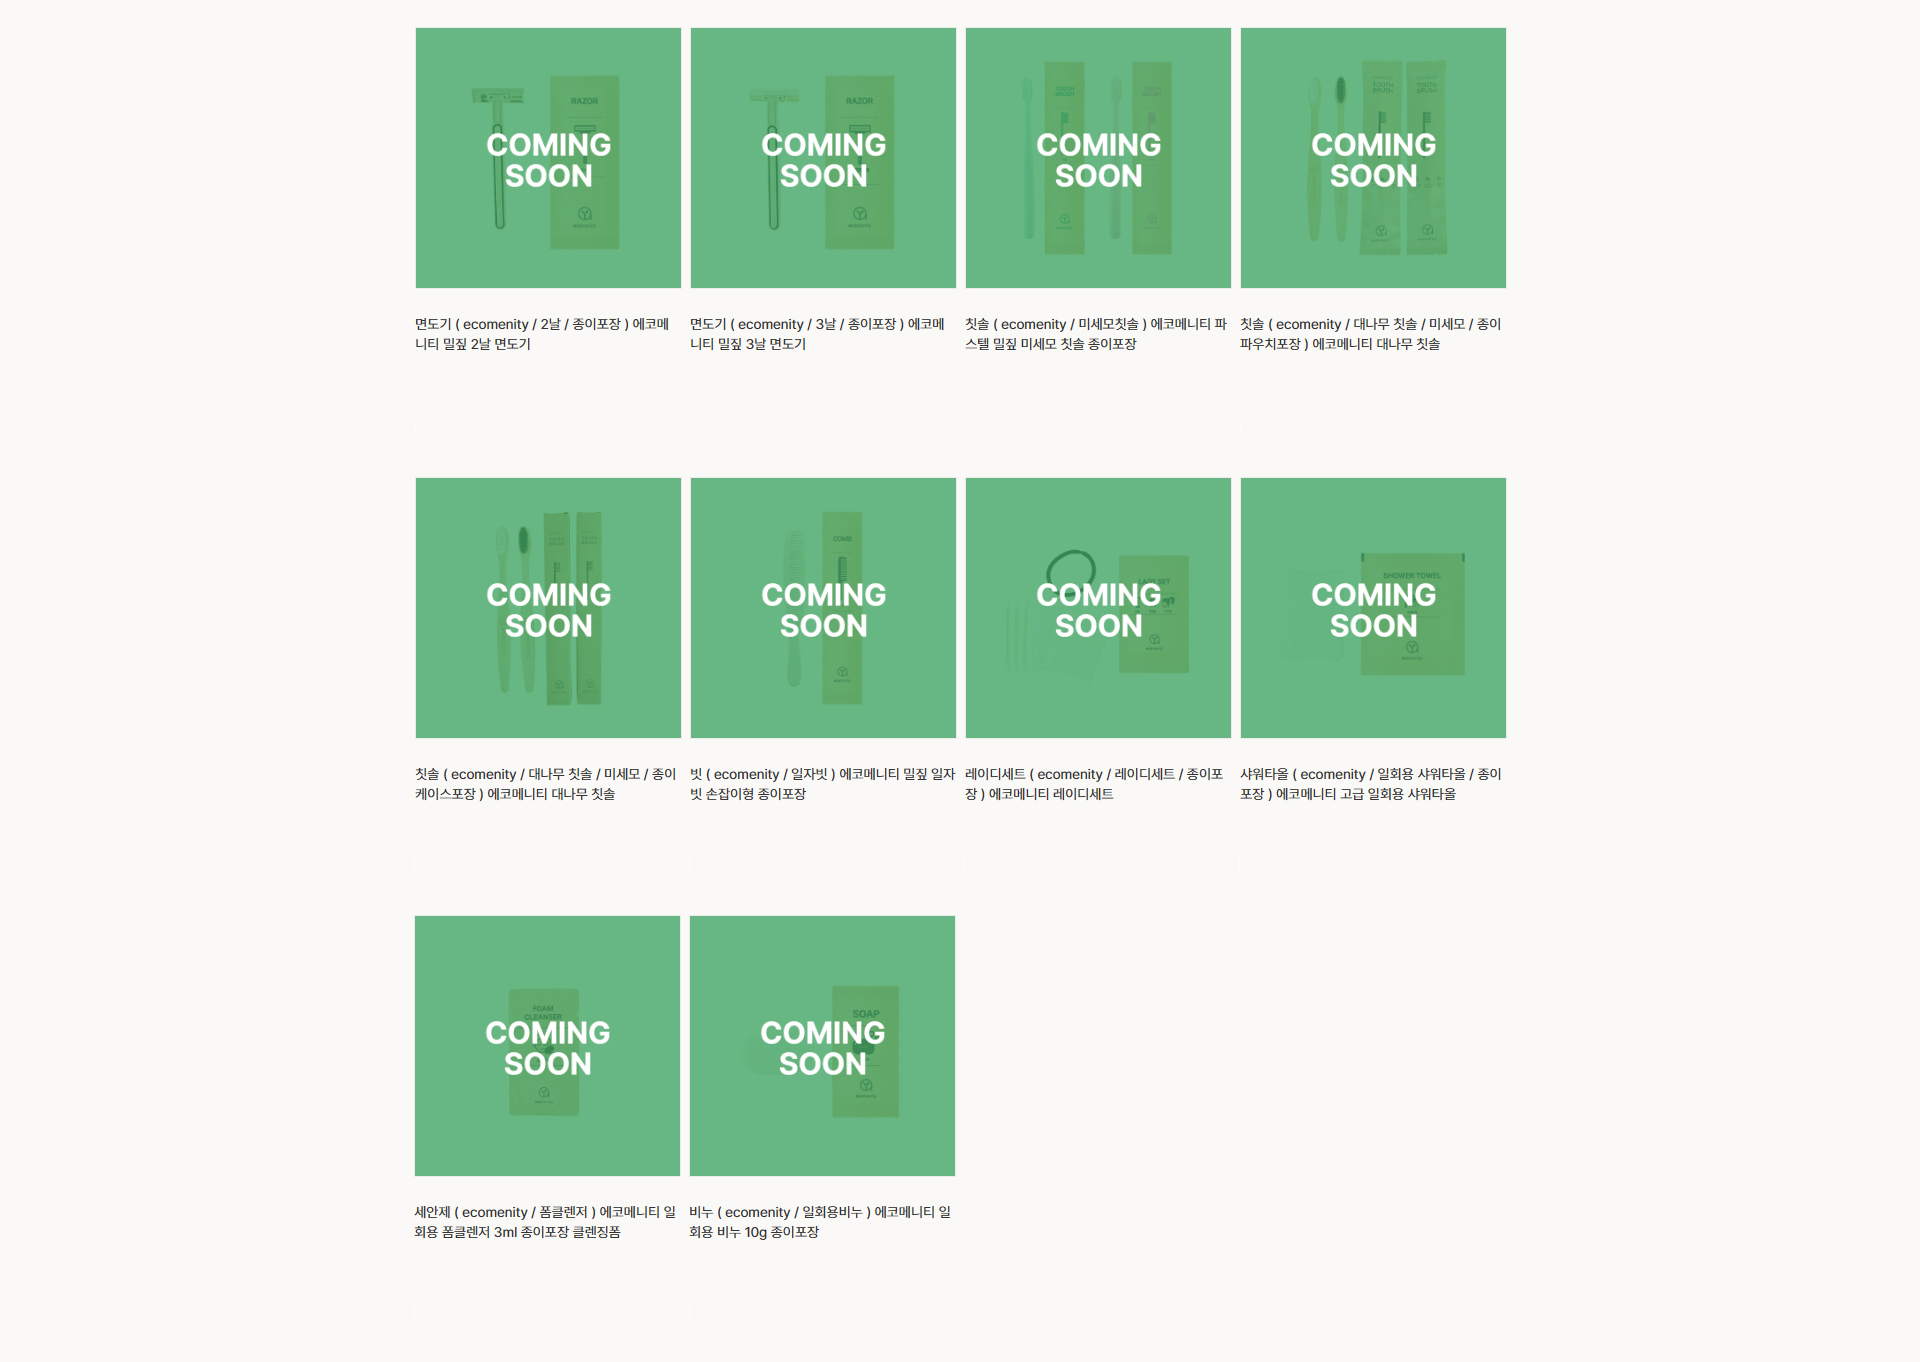 RAZOR
COMING
SOON
면도기 ( ecomenity / 2날 / 종이포장 ) 에코메
니티 밀짚 2날 면도기
RAZOR
COMING
SOON
면도기 ( ecomenity / 3날 / 종이포장 ) 에코메
니티 밀짚 3날 면도기
TOOTH
BRUSH
TOOTH
BRUSH
COMING
SOON
칫솔 ( ecomenity / 미세모칫솔 ) 에코메니티 파
스텔 밀짚 미세모 칫솔 종이포장
TOOTH
BRUSH
TOOTH
BRUSH
COMING
SOON
칫솔 ( ecomenity / 대나무 칫솔 / 미세모 / 종이
파우치포장 ) 에코메니티 대나무 칫솔
TOOTH
BRUSH
TOOTH
BRUSH
COMING
SOON
칫솔 ( ecomenity / 대나무 칫솔 / 미세모 / 종이
케이스포장 ) 에코메니티 대나무 칫솔
COMB
COMING
SOON
빗 ( ecomenity / 일자빗 ) 에코메니티 밀짚 일자
빗 손잡이형 종이포장
LADY SET
COMING
SOON
레이디세트 ( ecomenity / 레이디세트 / 종이포
장 ) 에코메니티 레이디세트
SHOWER TOWEL
COMING
SOON
샤워타올 ( ecomenity / 일회용 샤워타올 / 종이
포장 ) 에코메니티 고급 일회용 샤워타올
FOAM
CLEANSER
COMING
SOON
세안제 ( ecomenity / 폼클렌저 ) 에코메니티 일
회용 폼클렌저 3ml 종이포장 클렌징폼
SOAP
COMING
SOON
비누 ( ecomenity / 일회용비누 ) 에코메니티 일
회용 비누 10g 종이포장